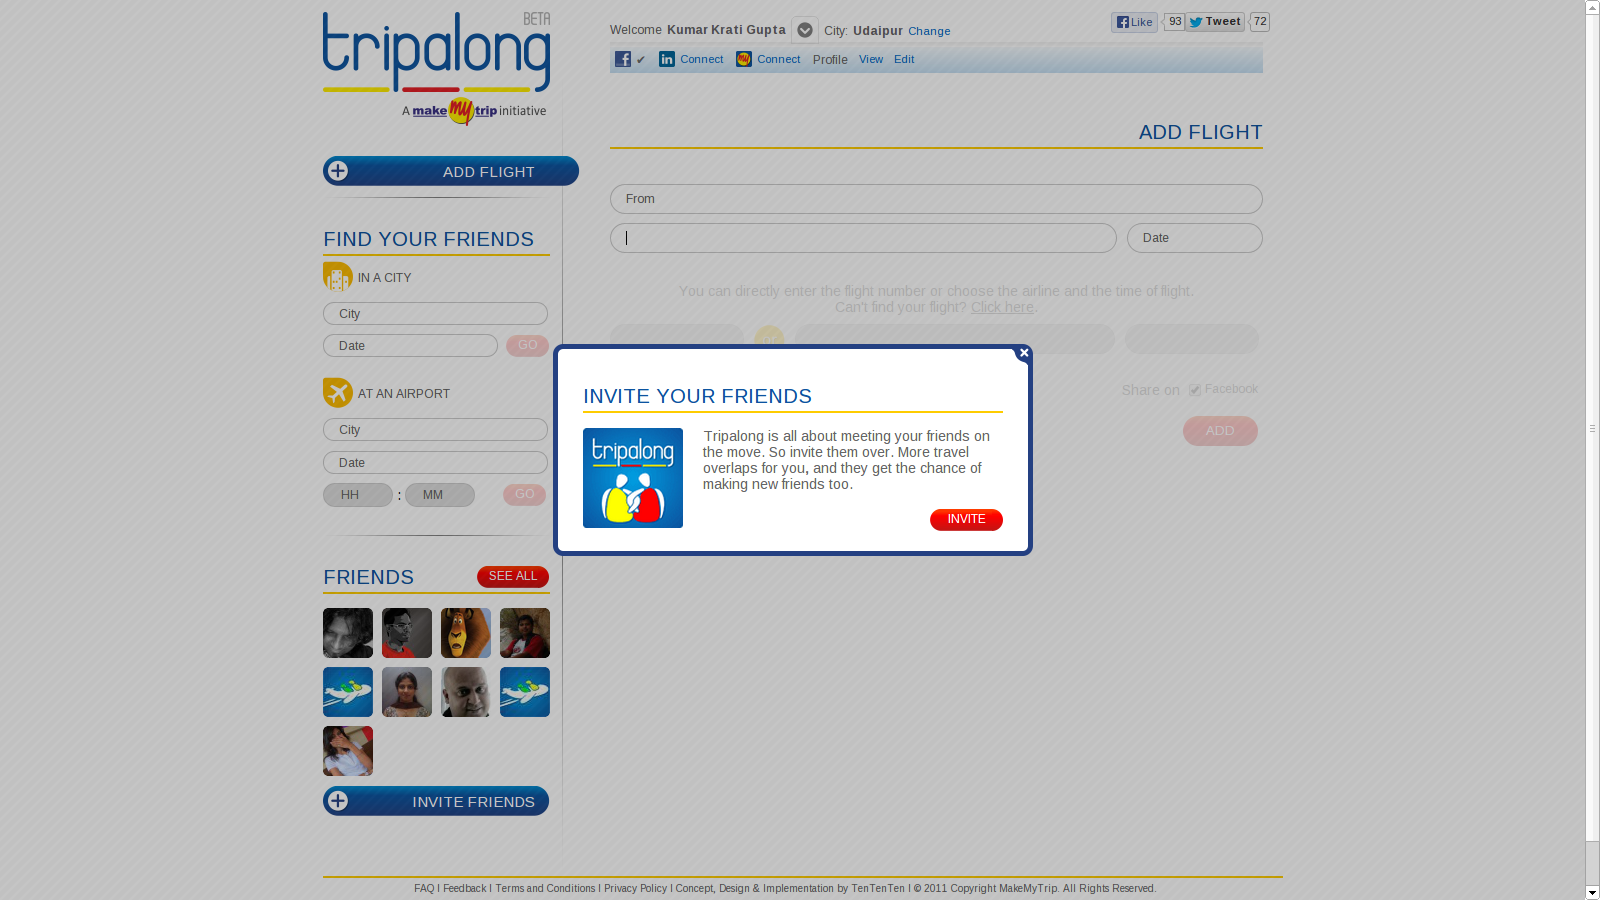 BETA
tripalong
A make my trip initiative
Welcome Kumar Krati Gupta City: Udaipur Change
Like 93 Tweet 72
✔ Connect Connect Profile View Edit
ADD FLIGHT
ADD FLIGHT
From
Date
You can directly enter the flight number or choose the airline and the time of flight.
Can't find your flight? Click here.
Share on Facebook
ADD
FIND YOUR FRIENDS
IN A CITY
City
Date
GO
AT AN AIRPORT
City
Date
HH : MM
GO
INVITE YOUR FRIENDS
tripalong
Tripalong is all about meeting your friends on
the move. So invite them over. More travel
overlaps for you, and they get the chance of
making new friends too.
INVITE
FRIENDS
SEE ALL
INVITE FRIENDS
FAQ I Feedback I Terms and Conditions I Privacy Policy I Concept, Design & Implementation by TenTenTen I © 2011 Copyright MakeMyTrip. All Rights Reserved.